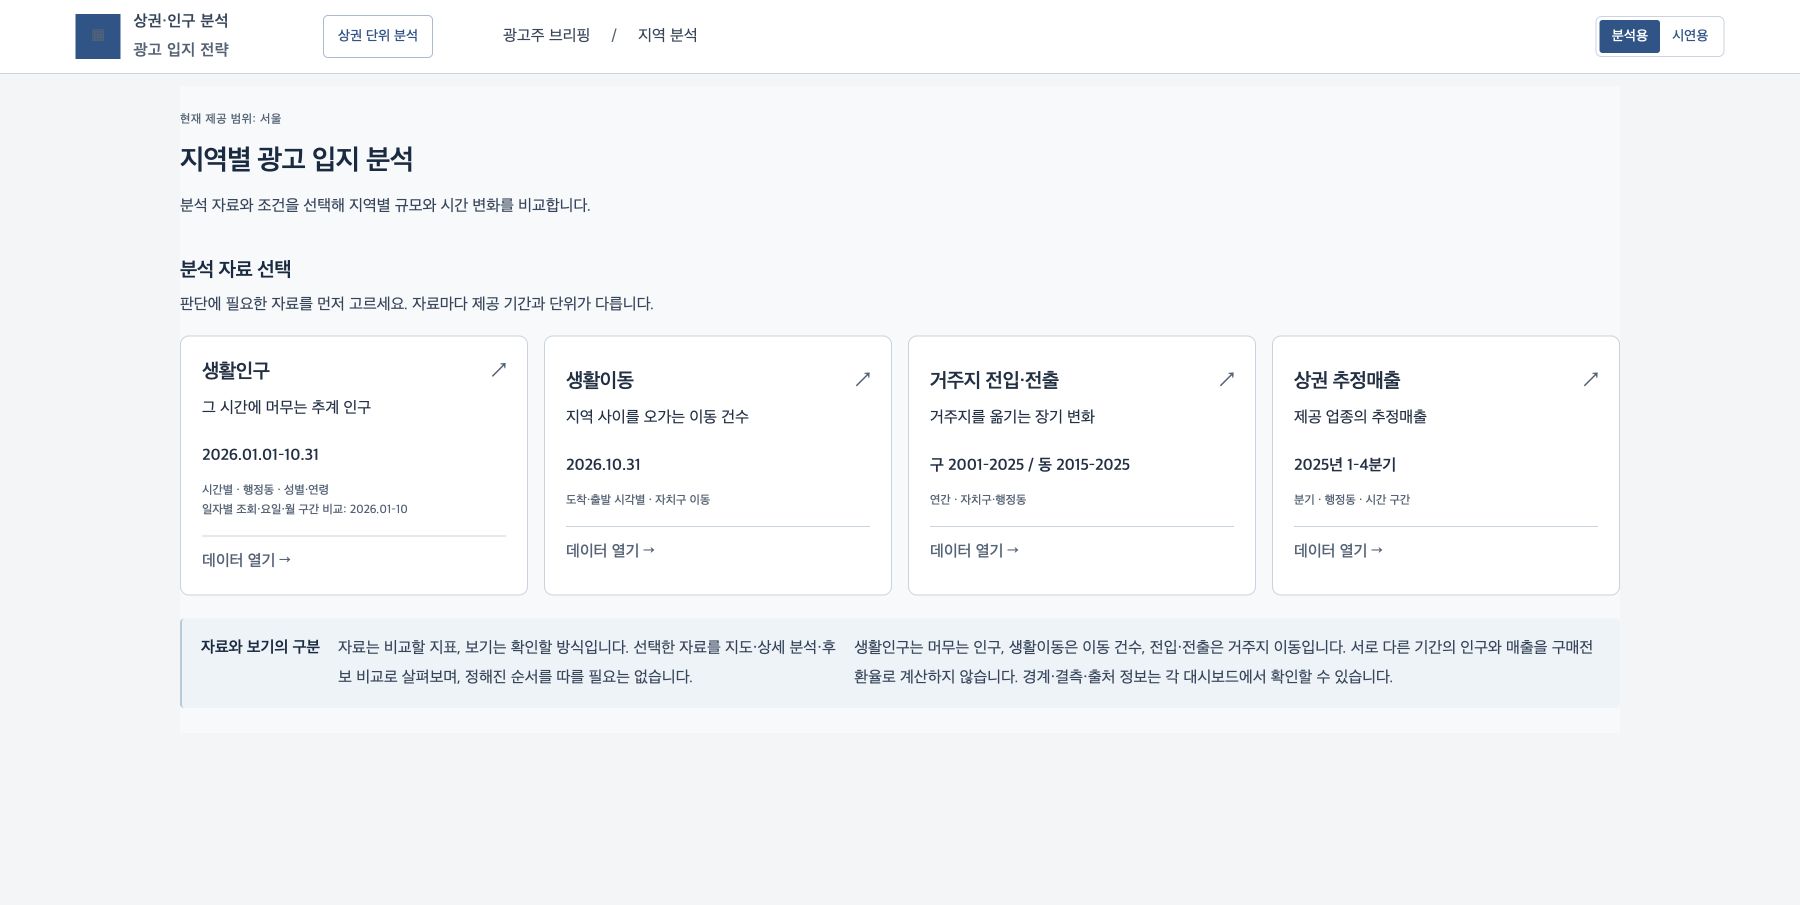 상권·인구 분석
광고 입지 전략
상권 단위 분석
광고주 브리핑 / 지역 분석
분석용
시연용
현재 제공 범위: 서울
지역별 광고 입지 분석
분석 자료와 조건을 선택해 지역별 규모와 시간 변화를 비교합니다.
분석 자료 선택
판단에 필요한 자료를 먼저 고르세요. 자료마다 제공 기간과 단위가 다릅니다.
생활인구 ↗
그 시간에 머무는 추계 인구
2026.01.01-10.31
시간별 · 행정동 · 성별·연령
일자별 조회·요일·월 구간 비교: 2026.01-10
데이터 열기 →
생활이동 ↗
지역 사이를 오가는 이동 건수
2026.10.31
도착·출발 시각별 · 자치구 이동
데이터 열기 →
거주지 전입·전출 ↗
거주지를 옮기는 장기 변화
구 2001-2025 / 동 2015-2025
연간 · 자치구·행정동
데이터 열기 →
상권 추정매출 ↗
제공 업종의 추정매출
2025년 1-4분기
분기 · 행정동 · 시간 구간
데이터 열기 →
자료와 보기의 구분
자료는 비교할 지표, 보기는 확인할 방식입니다. 선택한 자료를 지도·상세 분석·후
보 비교로 살펴보며, 정해진 순서를 따를 필요는 없습니다.
생활인구는 머무는 인구, 생활이동은 이동 건수, 전입·전출은 거주지 이동입니다. 서로 다른 기간의 인구와 매출을 구매전
환율로 계산하지 않습니다. 경계·결측·출처 정보는 각 대시보드에서 확인할 수 있습니다.